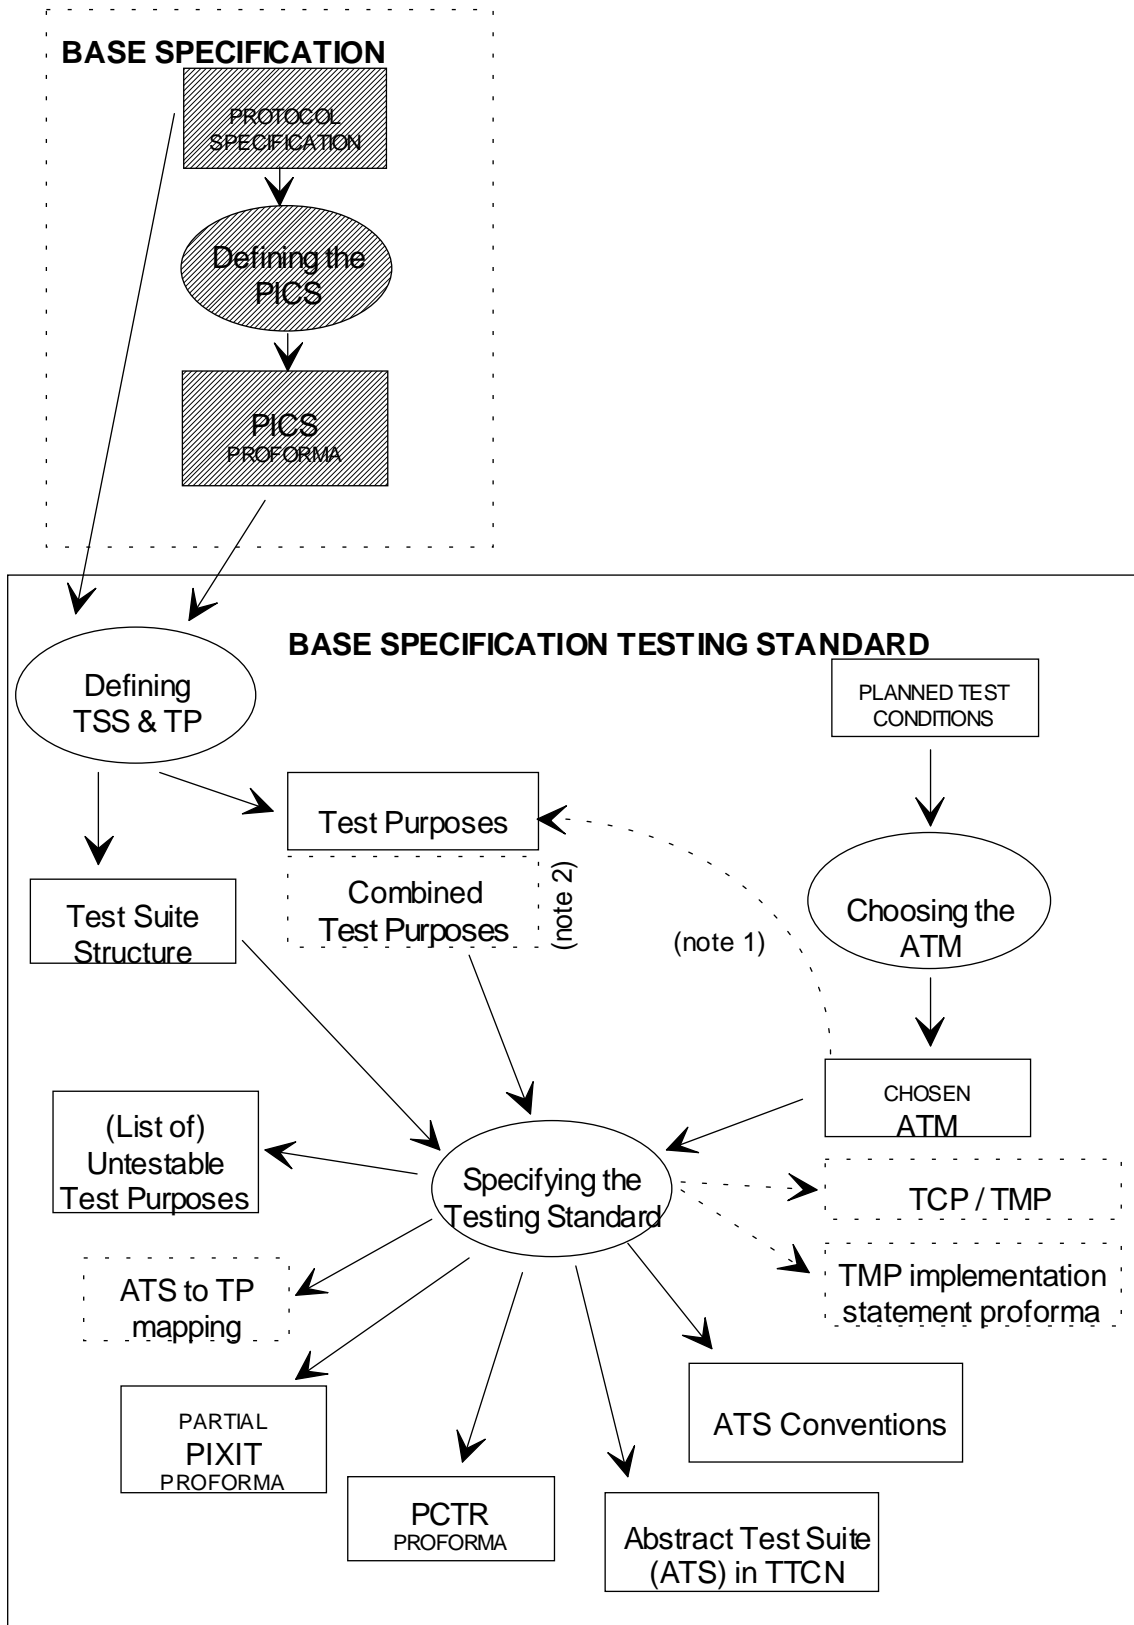 BASE SPECIFICATION
PROTOCOL
SPECIFICATION
Defining the
PICS
PICS
PROFORMA
BASE SPECIFICATION TESTING STANDARD
Defining
TSS & TP
PLANNED TEST
CONDITIONS
Test Purposes
Combined
Test Purposes
(note 2)
Test Suite
Structure
(note 1)
Choosing the
ATM
CHOSEN
ATM
(List of)
Untestable
Test Purposes
Specifying the
Testing Standard
TCP / TMP
TMP implementation
statement proforma
ATS to TP
mapping
PARTIAL
PIXIT
PROFORMA
PCTR
PROFORMA
ATS Conventions
Abstract Test Suite
(ATS) in TTCN